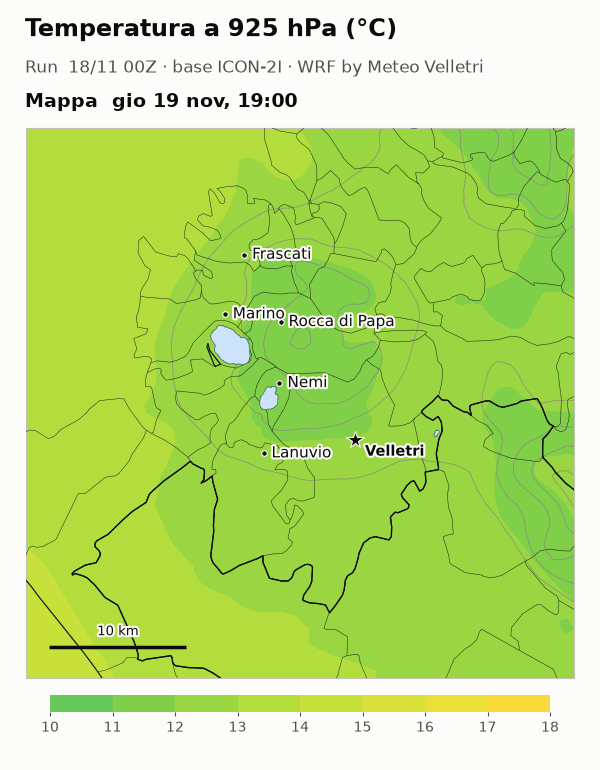 Temperatura a 925 hPa (°C)
Run  18/11 00Z · base ICON-2I · WRF by Meteo Velletri
Mappa  gio 19 nov, 19:00
Frascati
Marino
Rocca di Papa
Nemi
Velletri
Lanuvio
10 km
10 11 12 13 14 15 16 17 18